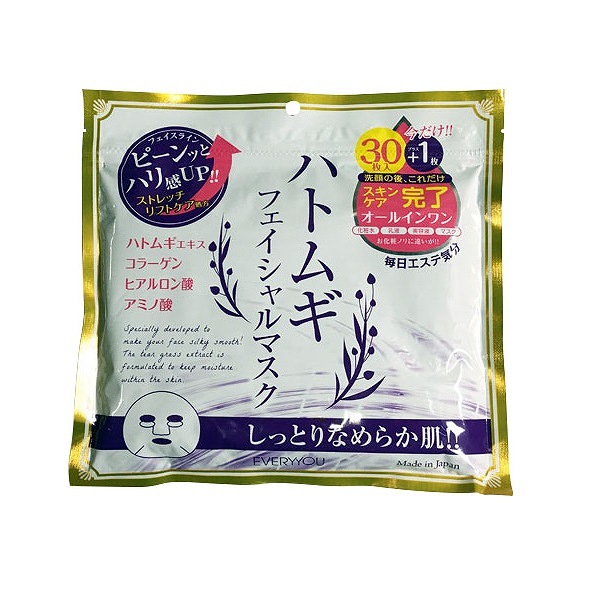 フェイスライン
ピーンッと
ハリ感UP!!
ストレッチ
リフトケア処方
今だけ!!
30枚入
プラス
+1枚
洗顔の後、これだけ
スキン
ケア
完了
オールインワン
化粧水
乳液
美容液
マスク
お化粧ノリに違いが!!
毎日エステ気分
ハトムギ
フェイシャルマスク
ハトムギエキス
コラーゲン
ヒアルロン酸
アミノ酸
Specially developed to
make your face silky smooth!
The tear grass extract is
formulated to keep moisture
within the skin.
しっとりなめらか肌!!
EVERYYOU
Made in Japan